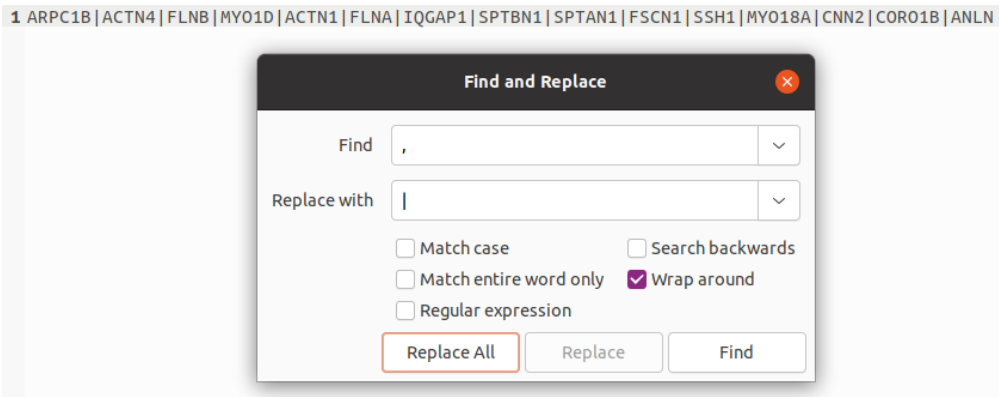 1 ARPC1B|ACTN4|FLNB|MYO1D|ACTN1|FLNA|IQGAP1|SPTBN1|SPTAN1|FSCN1|SSH1|MYO18A|CNN2|CORO1B|ANLN
Find and Replace
Find ,
Replace with |
Match case Search backwards
Match entire word only Wrap around
Regular expression
Replace All Replace Find